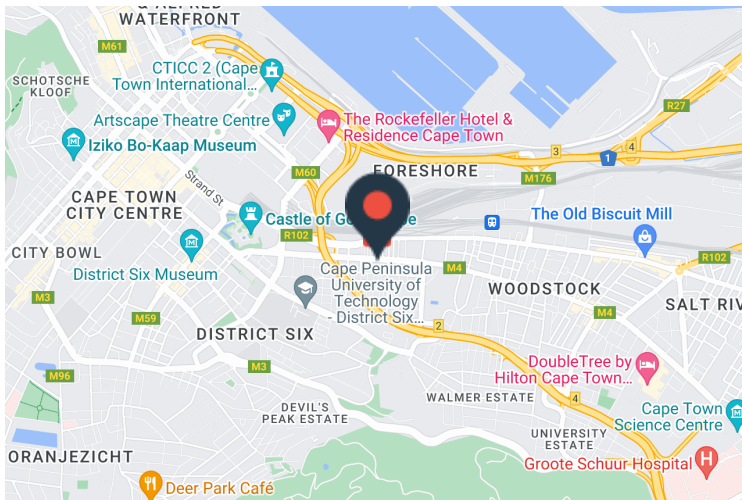 & ALFRED
WATERFRONT
M61
SCHOTSCHE
KLOOF
CTICC 2 (Cape
Town International...
R27
Artscape Theatre Centre
The Rockefeller Hotel &
Residence Cape Town
Iziko Bo-Kaap Museum
3
4
1
M60
FORESHORE
M176
Strand St
CAPE TOWN
CITY CENTRE
Castle of Go
e
The Old Biscuit Mill
R102
CITY BOWL
District Six Museum
R102
Cape Peninsula
University of
Technology
- District Six...
M4
WOODSTOCK
M3
SALT RIV
M59
M4
DISTRICT SIX
2
M3
DoubleTree by
Hilton Cape Town...
M96
WALMER ESTATE
4
DEVIL'S
PEAK ESTATE
Cape Town
Science Centre
UNIVERSITY
ESTATE
ORANJEZICHT
H
Groote Schuur Hospital
Deer Park Café